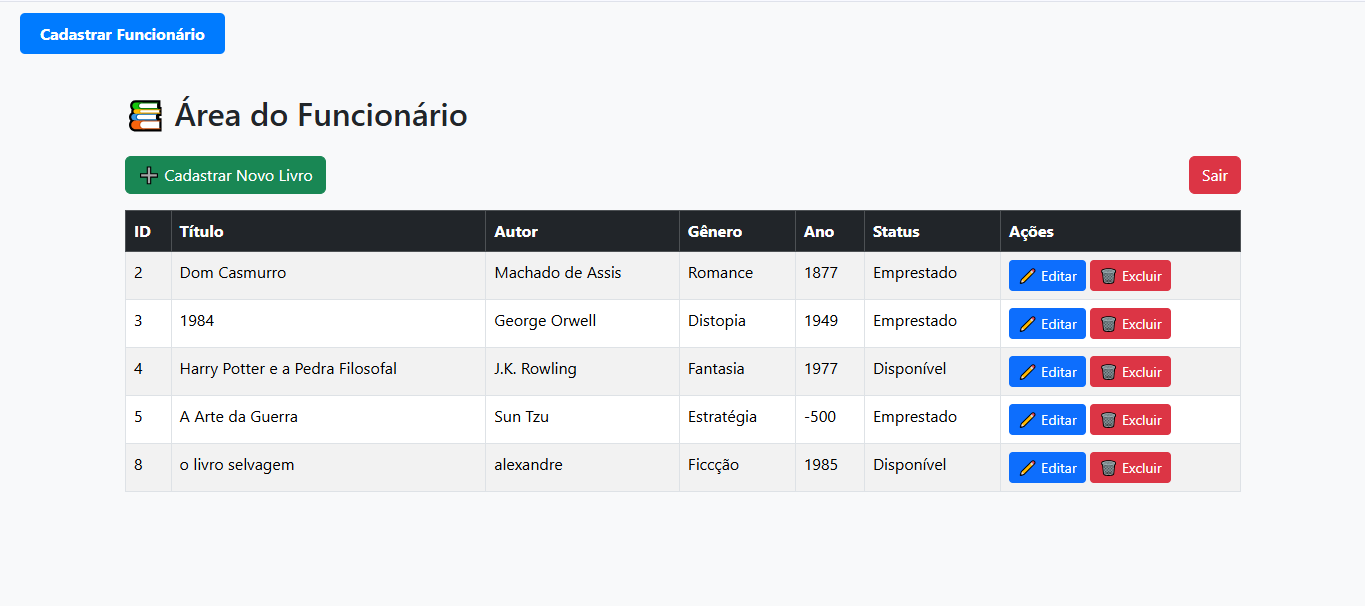 Cadastrar Funcionário
Área do Funcionário
Cadastrar Novo Livro Sair
ID Título Autor Gênero Ano Status Ações
2 Dom Casmurro Machado de Assis Romance 1877 Emprestado Editar Excluir
3 1984 George Orwell Distopia 1949 Emprestado Editar Excluir
4 Harry Potter e a Pedra Filosofal J.K. Rowling Fantasia 1977 Disponível Editar Excluir
5 A Arte da Guerra Sun Tzu Estratégia -500 Emprestado Editar Excluir
8 o livro selvagem alexandre Ficcção 1985 Disponível Editar Excluir